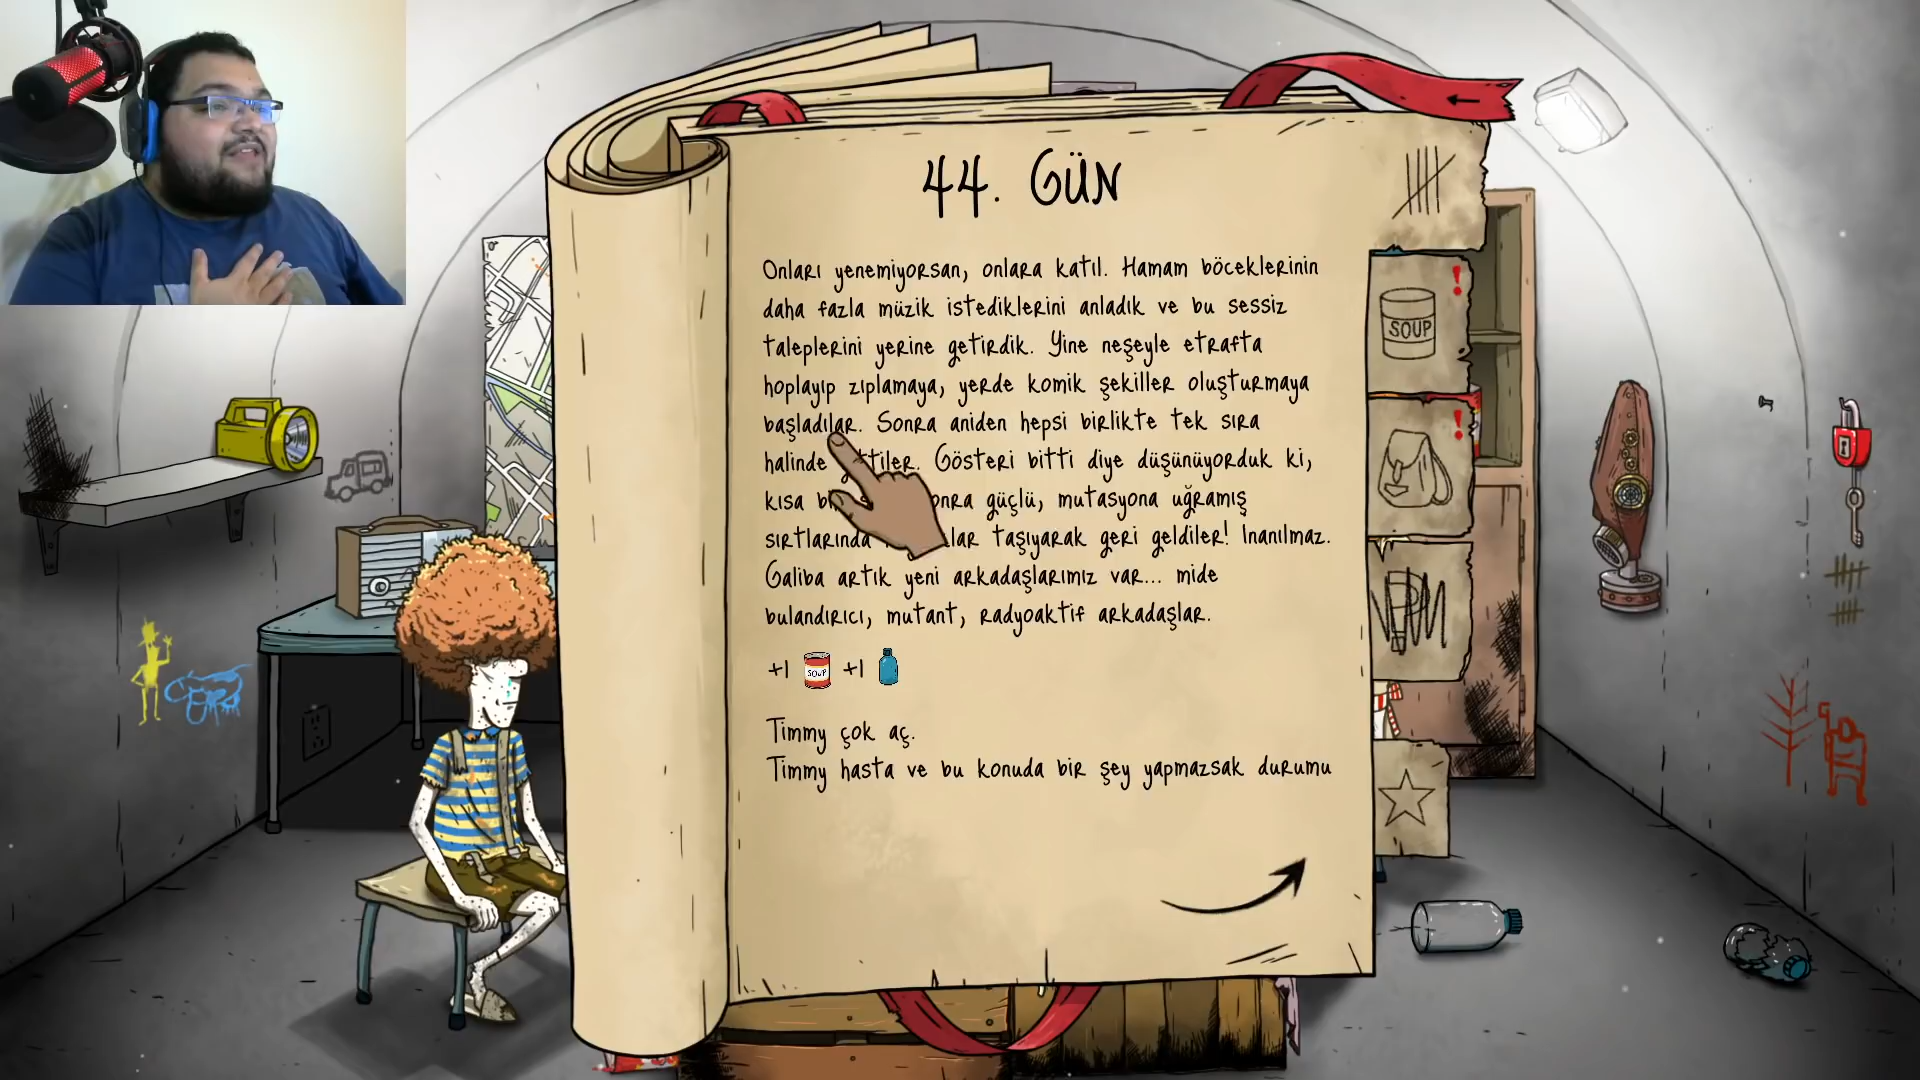 44. GÜN
Onları yenemiyorsan, onlara katıl. Hamam böceklerinin
daha fazla müzik istediklerini anladık ve bu sessiz
taleplerini yerine getirdik. Yine neşeyle etrafta
hoplayıp zıplamaya, yerde komik şekiller oluşturmaya
başladılar. Sonra aniden hepsi birlikte tek sıra
halinde Gösteri bitti diye düşünüyorduk ki,
kısa güçlü, mutasyona uğramış
sırtlarında taşıyarak geri geldiler! İnanılmaz.
Galiba artık yeni arkadaşlarımız var... mide
bulandırıcı, mutant, radyoaktif arkadaşlar.
+1 SOUP +1
Timmy çok aç.
Timmy hasta ve bu konuda bir şey yapmazsak durumu
! SOUP
!